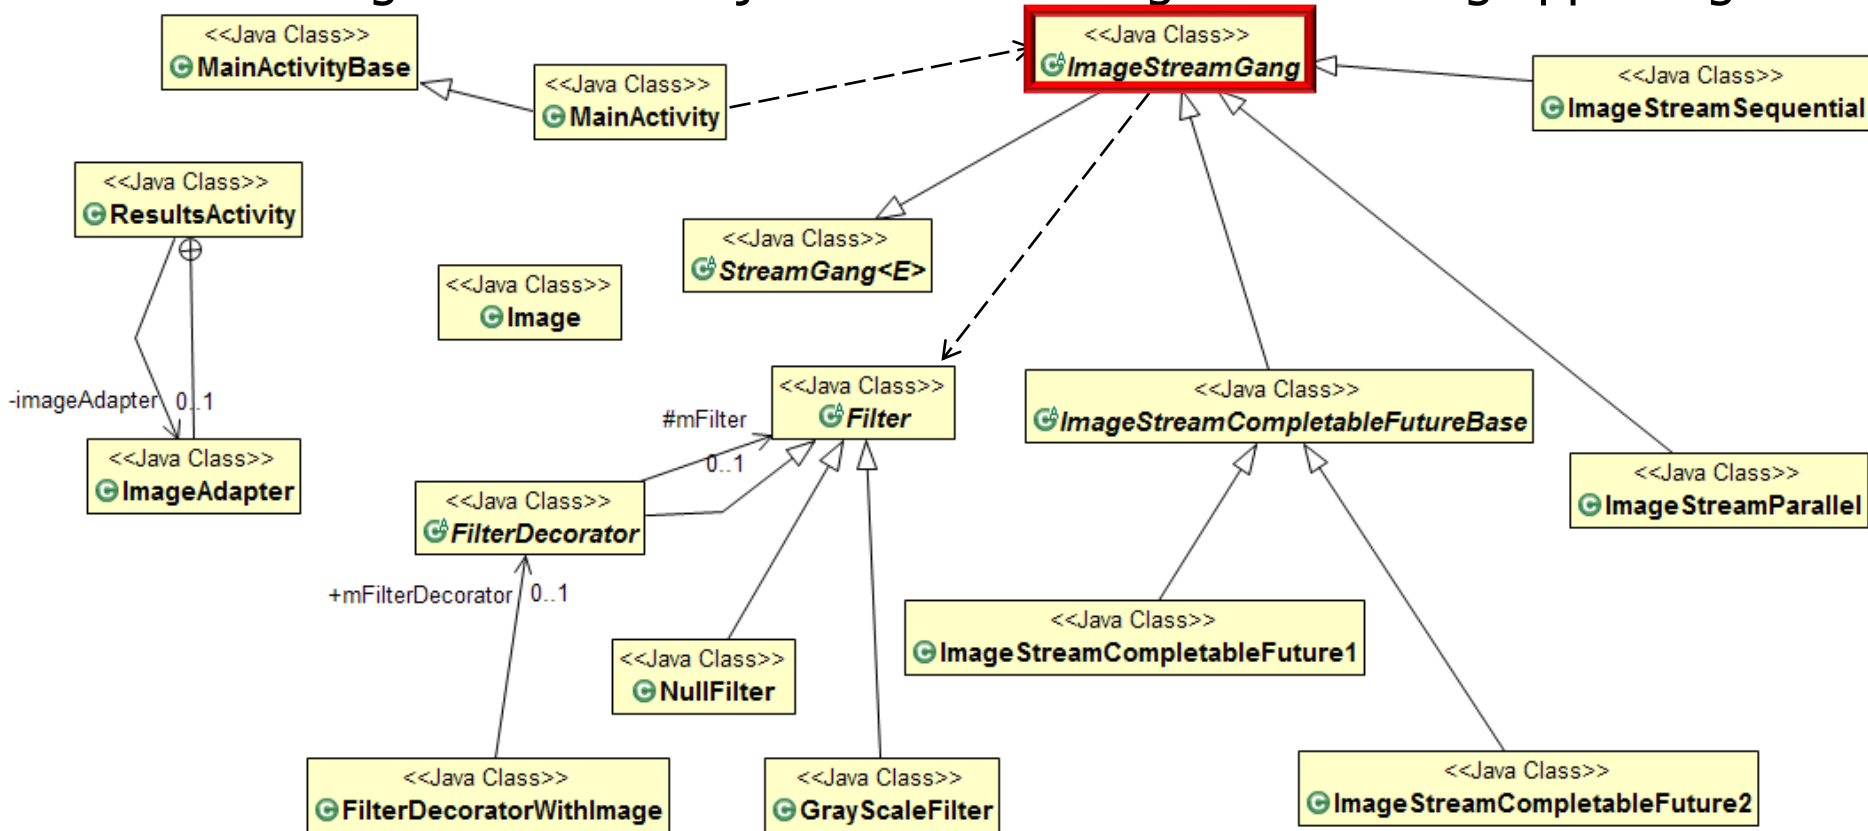 <<Java Class>>
MainActivityBase
<<Java Class>>
MainActivity
<<Java Class>>
ImageStreamGang
<<Java Class>>
ImageStreamSequential
<<Java Class>>
ResultsActivity
<<Java Class>>
StreamGang<E>
<<Java Class>>
Image
-imageAdapter 0..1
<<Java Class>>
ImageAdapter
<<Java Class>>
Filter
#mFilter
0..1
<<Java Class>>
FilterDecorator
+mFilterDecorator 0..1
<<Java Class>>
ImageStreamCompletableFutureBase
<<Java Class>>
ImageStreamParallel
<<Java Class>>
ImageStreamCompletableFuture1
<<Java Class>>
NullFilter
<<Java Class>>
FilterDecoratorWithImage
<<Java Class>>
GrayScaleFilter
<<Java Class>>
ImageStreamCompletableFuture2